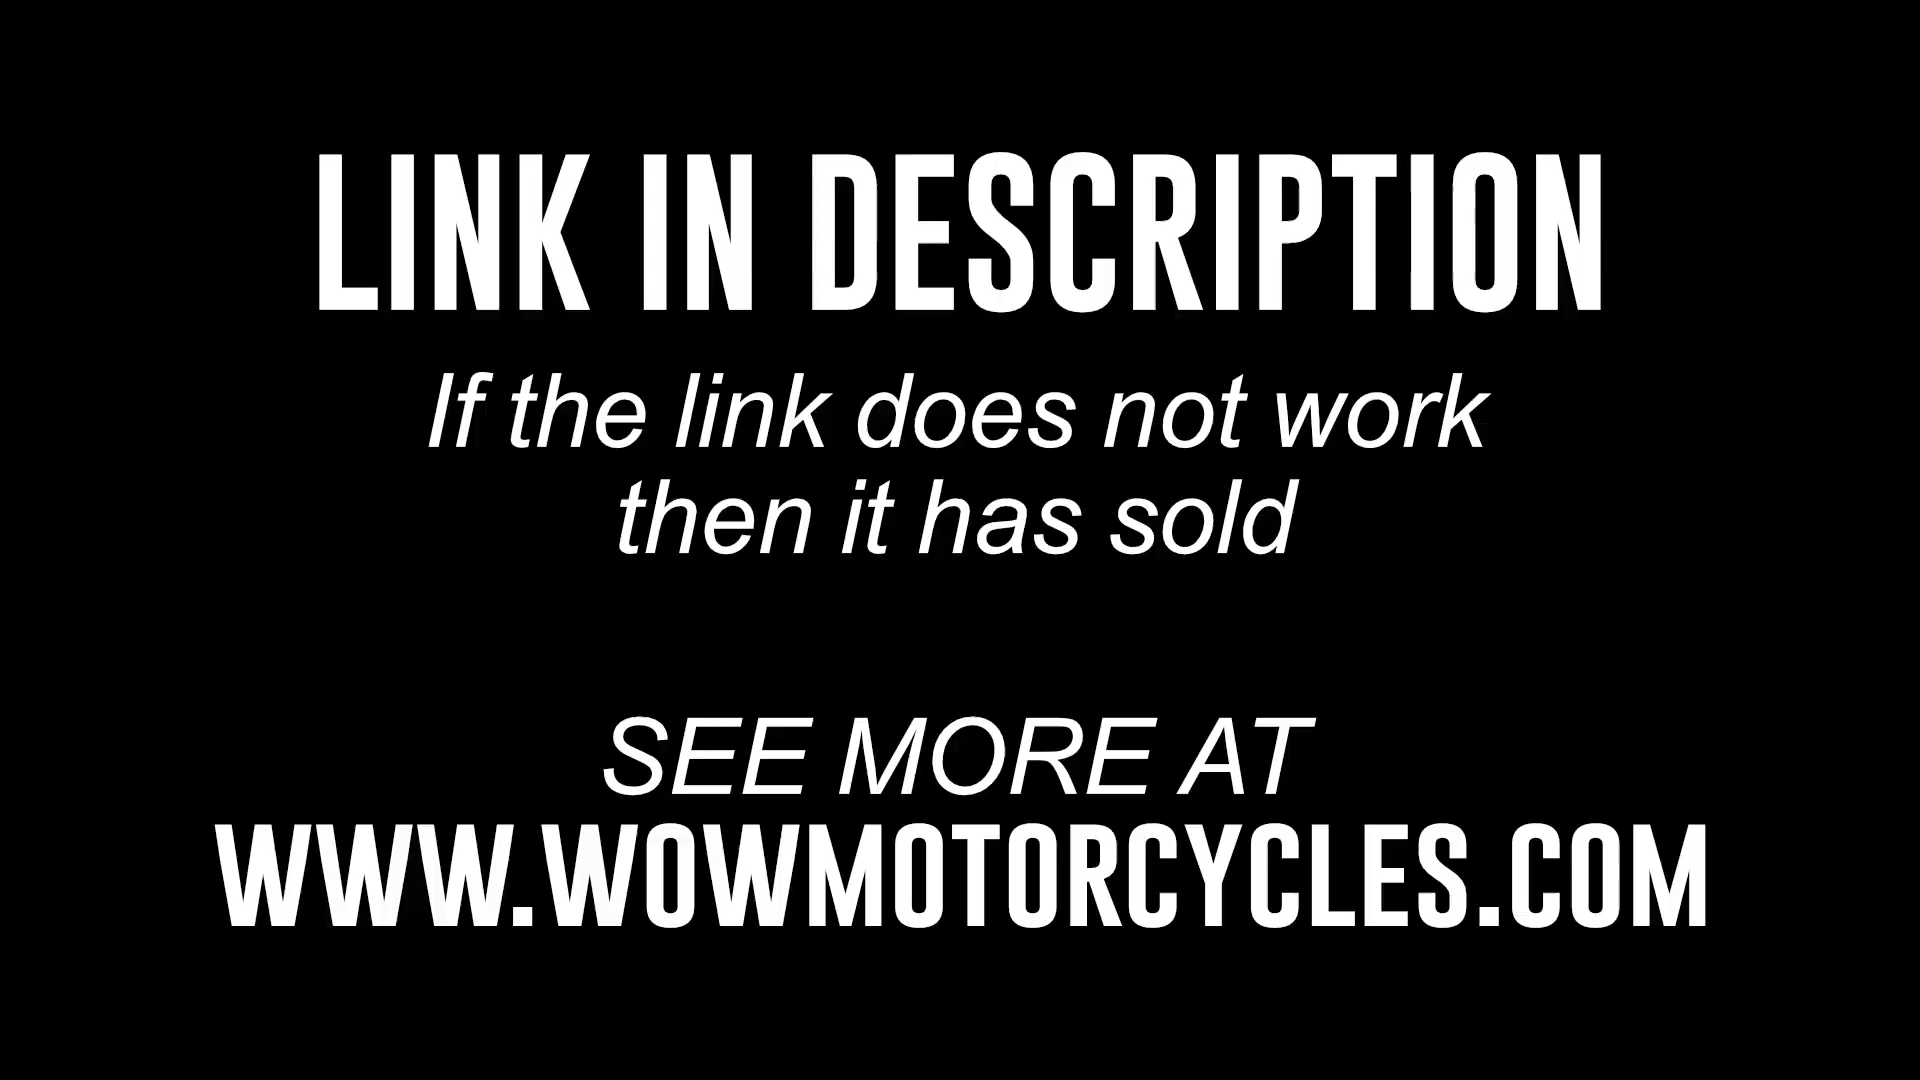 LINK IN DESCRIPTION
If the link does not work
then it has sold
SEE MORE AT
WWW.WOWMOTORCYCLES.COM